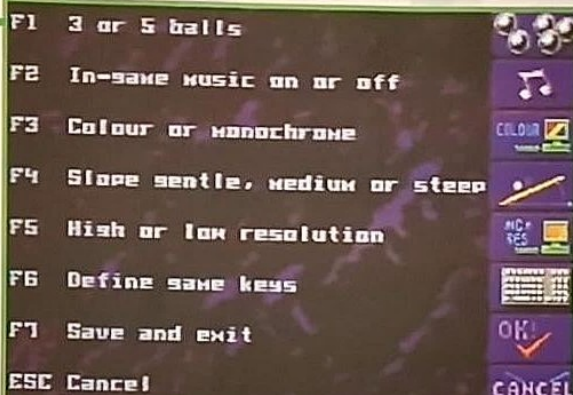 F1 3 or 5 balls
F2 In-game music on or off
F3 Colour or monochrome
COLOUR
F4 Slope gentle, medium or steep
F5 High or low resolution
RES
F6 Define game keys
F7 Save and exit
OK!
ESC Cancel
CANCEL